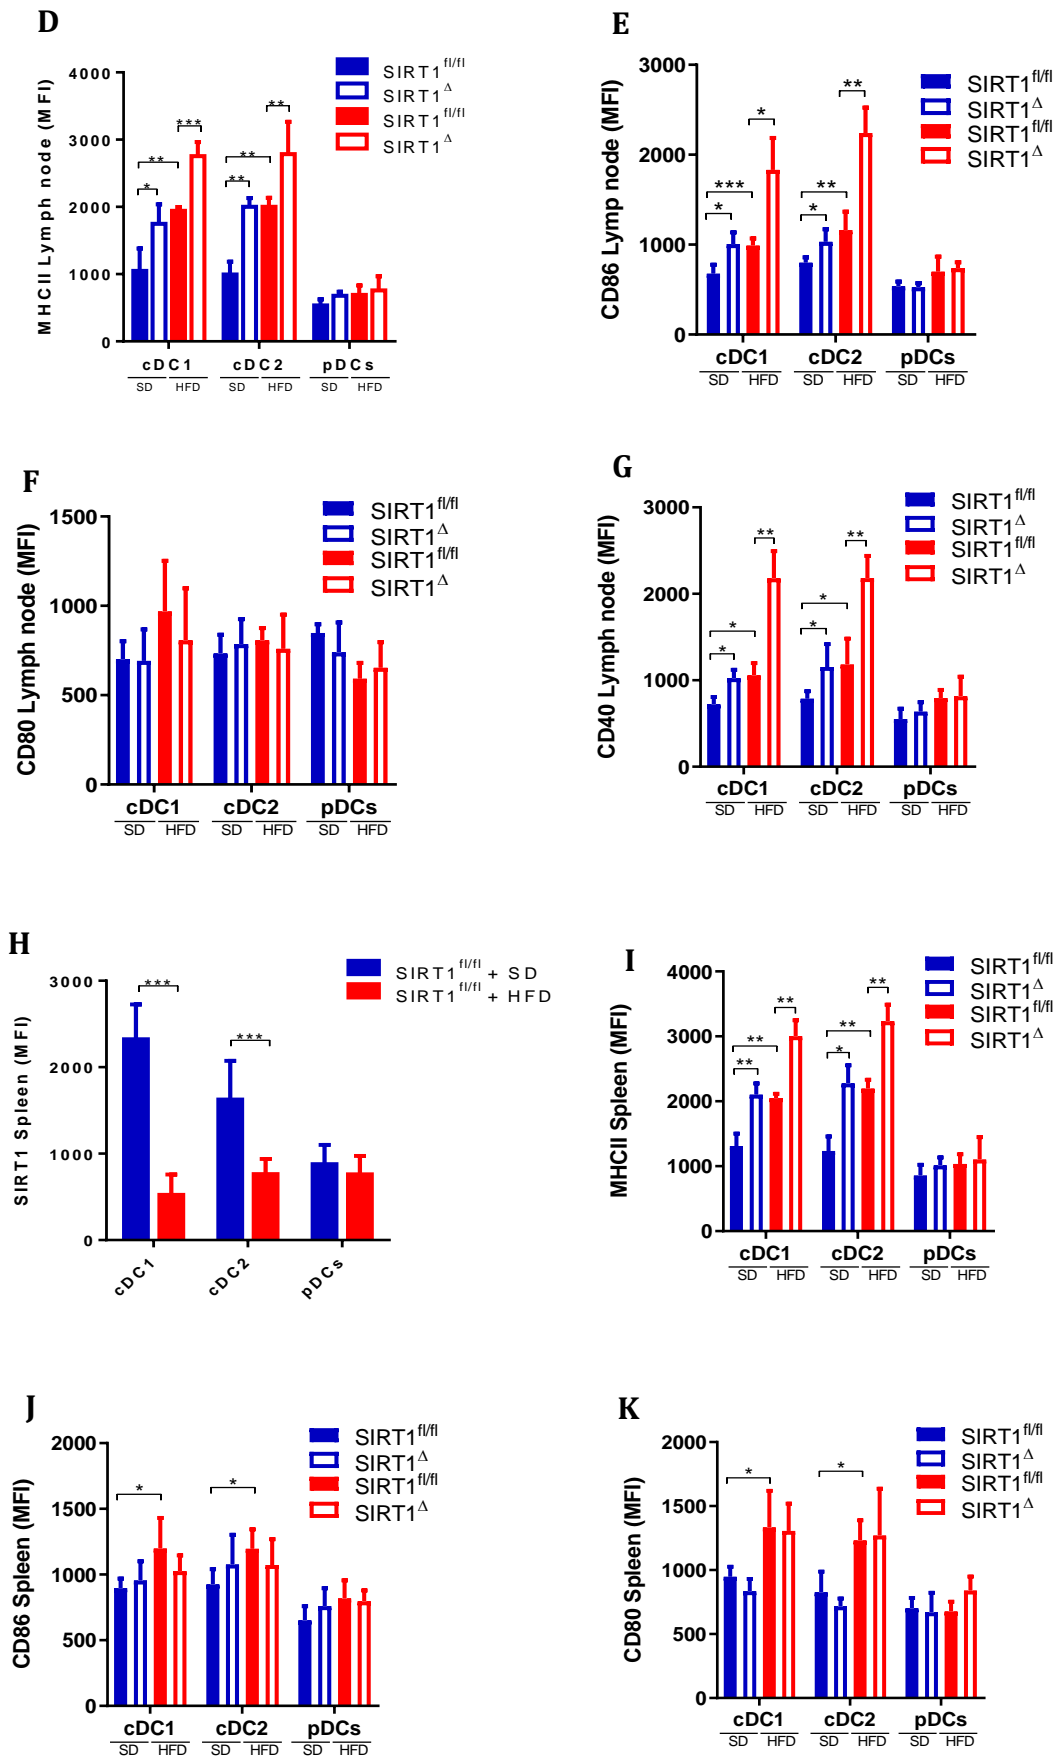 D
MHCII Lymph node (MFI)
4000
3000
2000
1000
0
SIRT1fl/fl
SIRT1Δ
SIRT1fl/fl
SIRT1Δ
* ** ***
** ** **
cDC1 cDC2 pDCs
SD HFD SD HFD SD HFD
E
CD86 Lymp node (MFI)
3000
2000
1000
0
SIRT1fl/fl
SIRT1Δ
SIRT1fl/fl
SIRT1Δ
* *** *
* ** **
cDC1 cDC2 pDCs
SD HFD SD HFD SD HFD
F
CD80 Lymph node (MFI)
1500
1000
500
0
SIRT1fl/fl
SIRT1Δ
SIRT1fl/fl
SIRT1Δ
cDC1 cDC2 pDCs
SD HFD SD HFD SD HFD
G
CD40 Lymph node (MFI)
3000
2000
1000
0
SIRT1fl/fl
SIRT1Δ
SIRT1fl/fl
SIRT1Δ
* * **
* * **
cDC1 cDC2 pDCs
SD HFD SD HFD SD HFD
H
SIRT1 Spleen (MFI)
3000
2000
1000
0
SIRT1fl/fl + SD
SIRT1fl/fl + HFD
*** ***
cDC1 cDC2 pDCs
I
MHCII Spleen (MFI)
4000
3000
2000
1000
0
SIRT1fl/fl
SIRT1Δ
SIRT1fl/fl
SIRT1Δ
** ** **
* ** **
cDC1 cDC2 pDCs
SD HFD SD HFD SD HFD
J
CD86 Spleen (MFI)
2000
1500
1000
500
0
SIRT1fl/fl
SIRT1Δ
SIRT1fl/fl
SIRT1Δ
* *
cDC1 cDC2 pDCs
SD HFD SD HFD SD HFD
K
CD80 Spleen (MFI)
2000
1500
1000
500
0
SIRT1fl/fl
SIRT1Δ
SIRT1fl/fl
SIRT1Δ
* *
cDC1 cDC2 pDCs
SD HFD SD HFD SD HFD